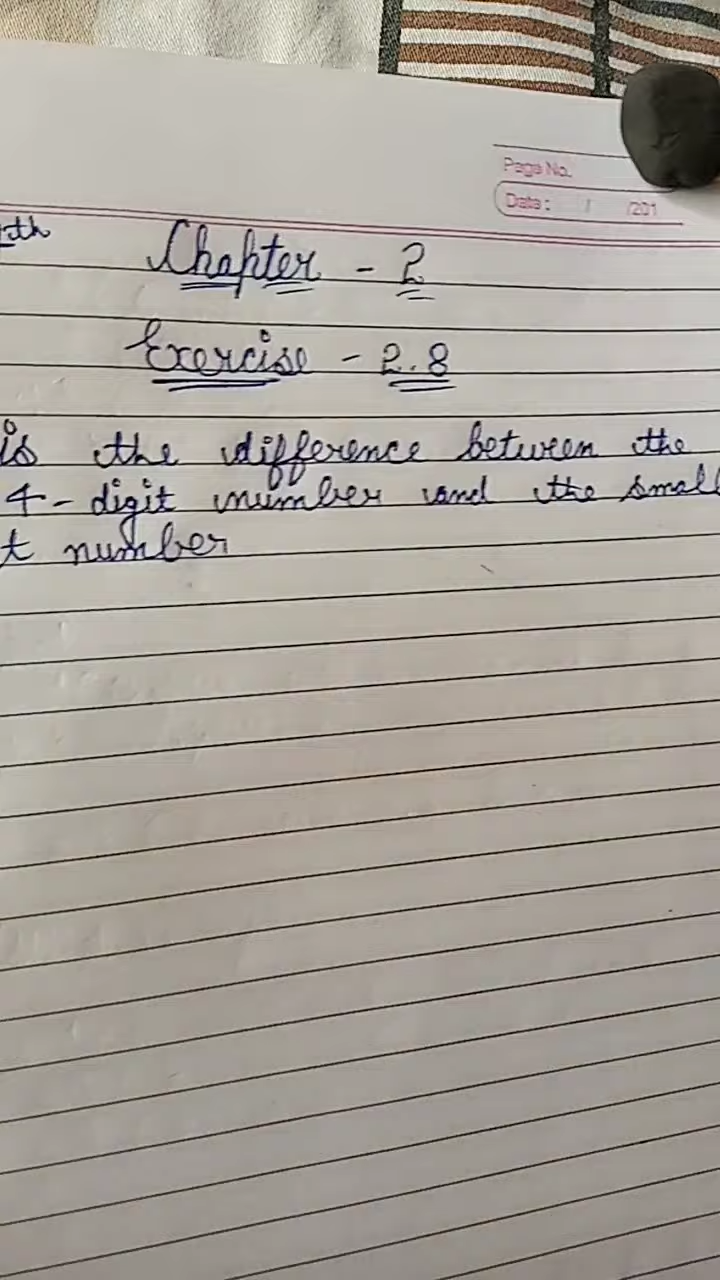 Page No.
Date: / /201
th
Chapter - 2
Exercise - 2.8
is the difference between the
4 - digit number and the small
t number